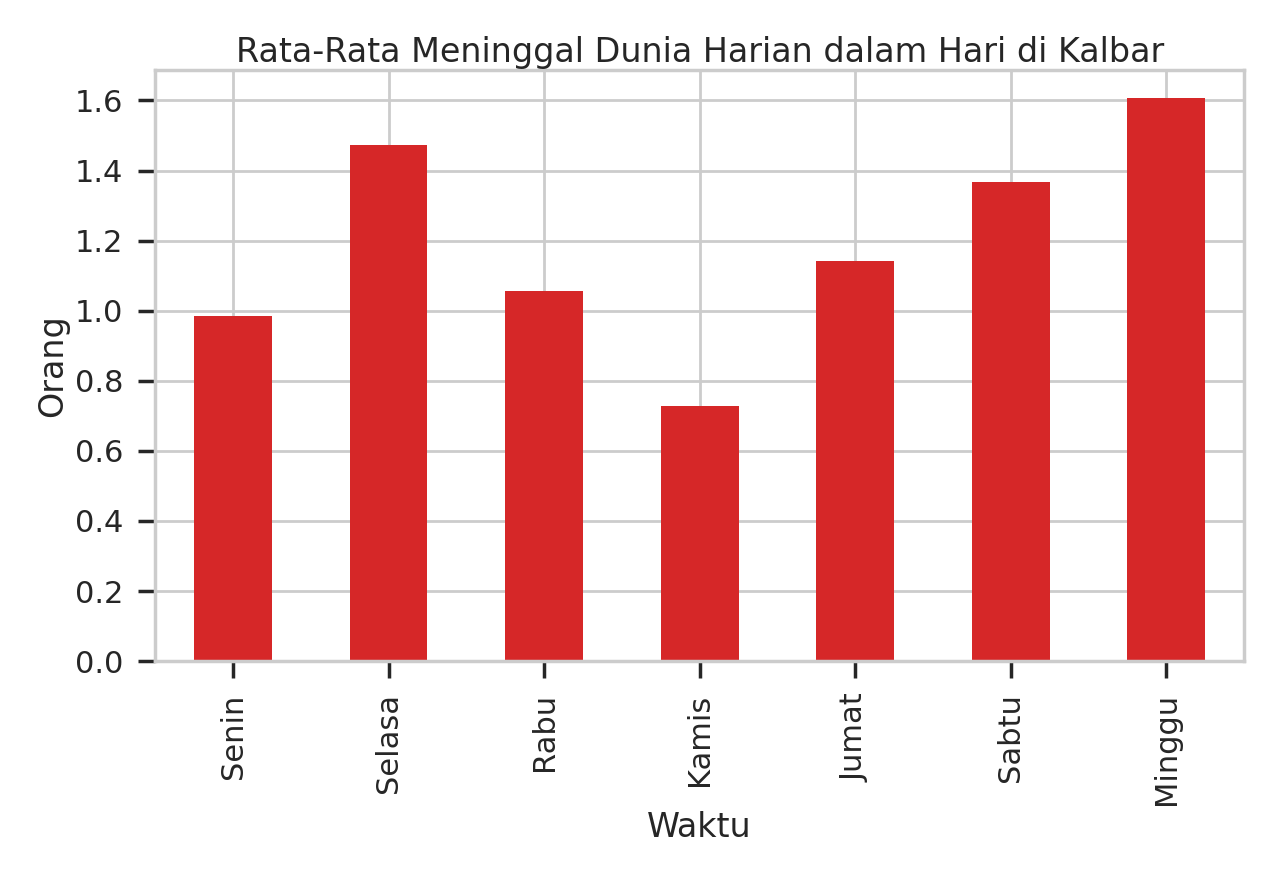 Rata-Rata Meninggal Dunia Harian dalam Hari di Kalbar
1.6
1.4
1.2
1.0
0.8
0.6
0.4
0.2
0.0
Orang
Senin
Selasa
Rabu
Kamis
Jumat
Sabtu
Minggu
Waktu